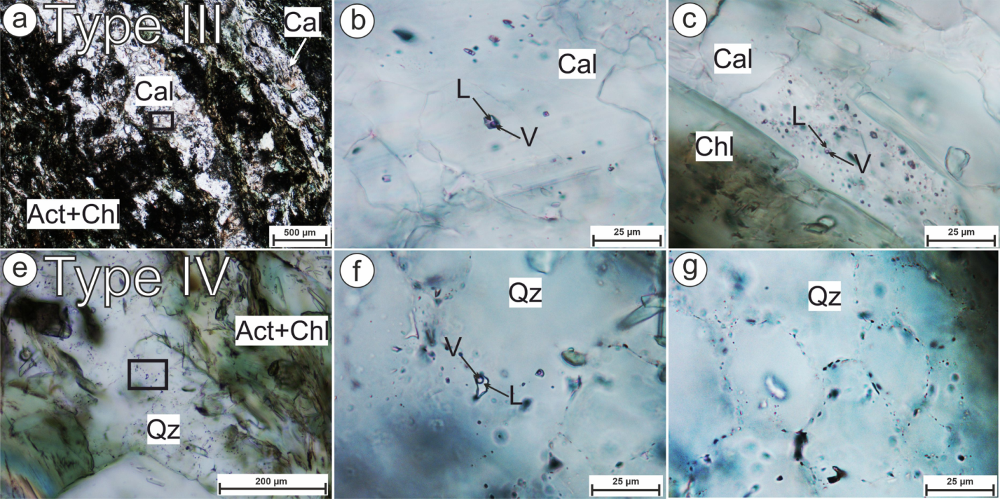 a Type III
Cal
Cal
Act+Chl
500 µm
b
Cal
L
V
25 µm
c
Cal
L
Chl
V
25 µm
e Type IV
Act+Chl
Qz
200 µm
f
Qz
V
L
25 µm
g
Qz
25 µm